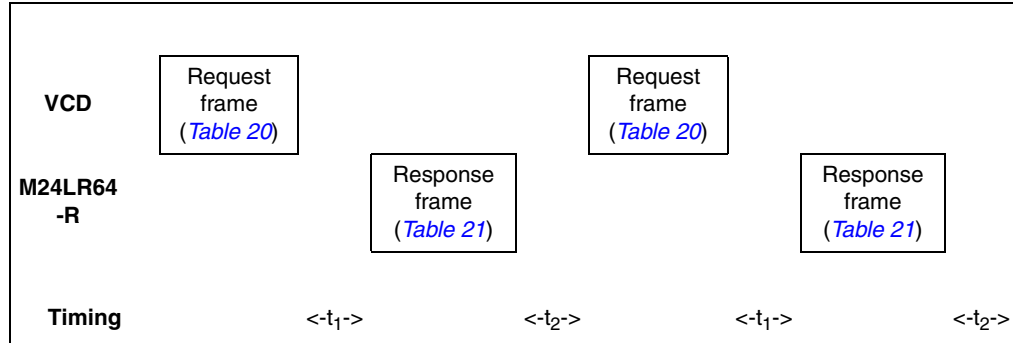 VCD
Request
frame
(Table 20)
Request
frame
(Table 20)
M24LR64
-R
Response
frame
(Table 21)
Response
frame
(Table 21)
Timing <-t1-> <-t2-> <-t1-> <-t2->